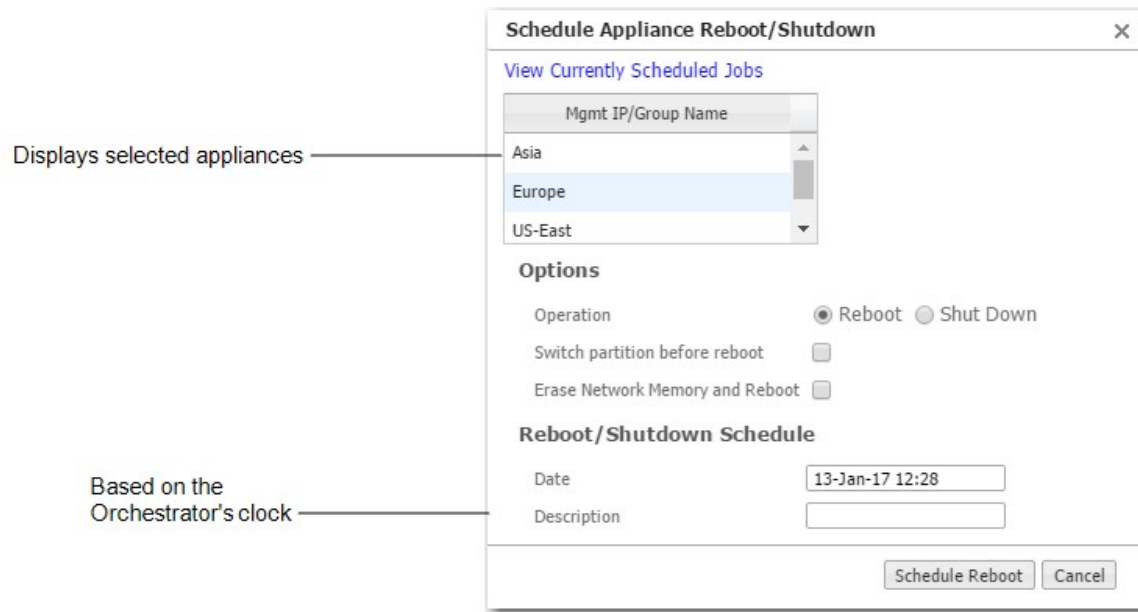 Schedule Appliance Reboot/Shutdown
View Currently Scheduled Jobs
Mgmt IP/Group Name
Displays selected appliances
Asia
Europe
US-East
Options
Operation Reboot Shut Down
Switch partition before reboot
Erase Network Memory and Reboot
Reboot/Shutdown Schedule
Date 13-Jan-17 12:28
Based on the
Orchestrator's clock
Description
Schedule Reboot Cancel